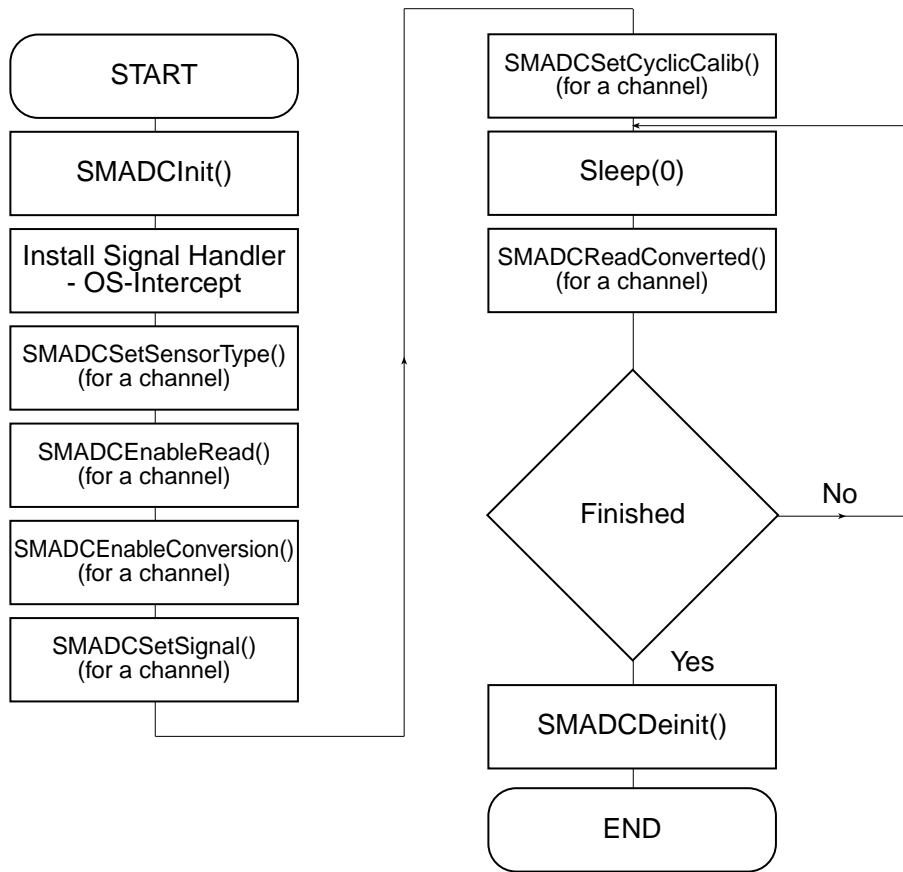 START
SMADCInit()
Install Signal Handler
- OS-Intercept
SMADCSetSensorType()
(for a channel)
SMADCEnableRead()
(for a channel)
SMADCEnableConversion()
(for a channel)
SMADCSetSignal()
(for a channel)
SMADCSetCyclicCalib()
(for a channel)
Sleep(0)
SMADCReadConverted()
(for a channel)
Finished
No
Yes
SMADCDeinit()
END